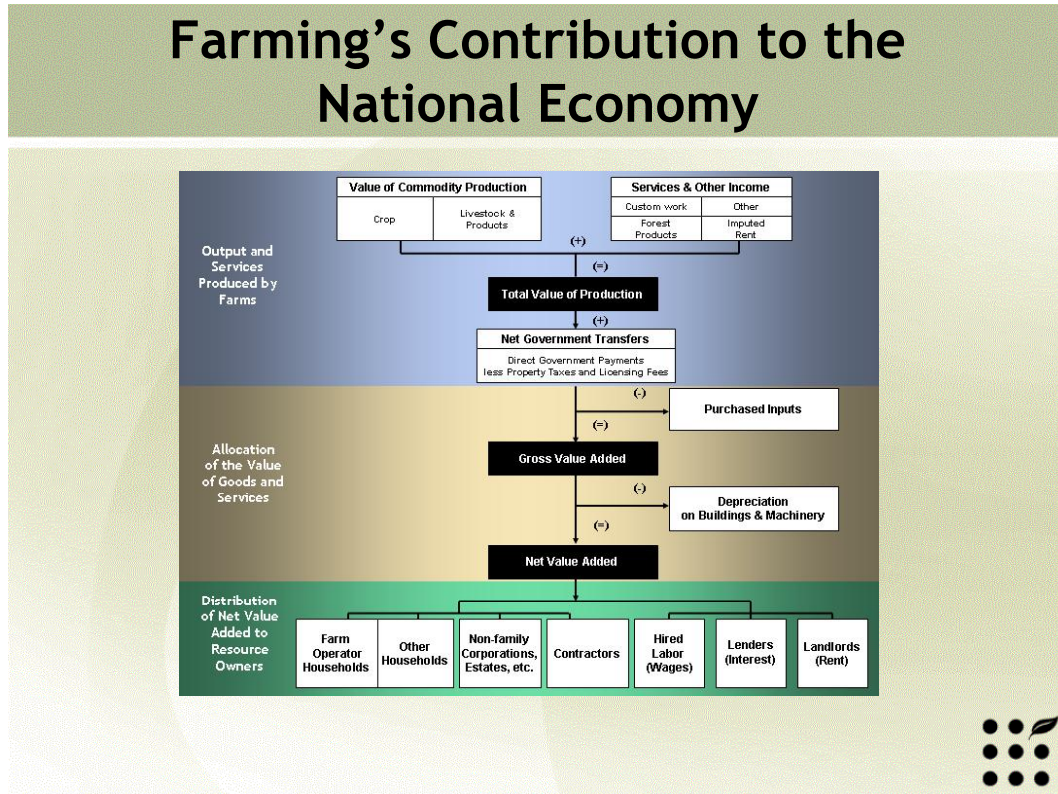 Farming’s Contribution to the
National Economy
Value of Commodity Production
Crop
Livestock &
Products
Services & Other Income
Custom work
Other
Forest
Products
Imputed
Rent
(+)
(=)
Output and
Services
Produced by
Farms
Total Value of Production
(+)
Net Government Transfers
Direct Government Payments
less Property Taxes and Licensing Fees
(-)
Purchased Inputs
(=)
Allocation
of the Value
of Goods and
Services
Gross Value Added
(-)
Depreciation
on Buildings & Machinery
(=)
Net Value Added
Distribution
of Net Value
Added to
Resource
Owners
Farm
Operator
Households
Other
Households
Non-family
Corporations,
Estates, etc.
Contractors
Hired
Labor
(Wages)
Lenders
(Interest)
Landlords
(Rent)